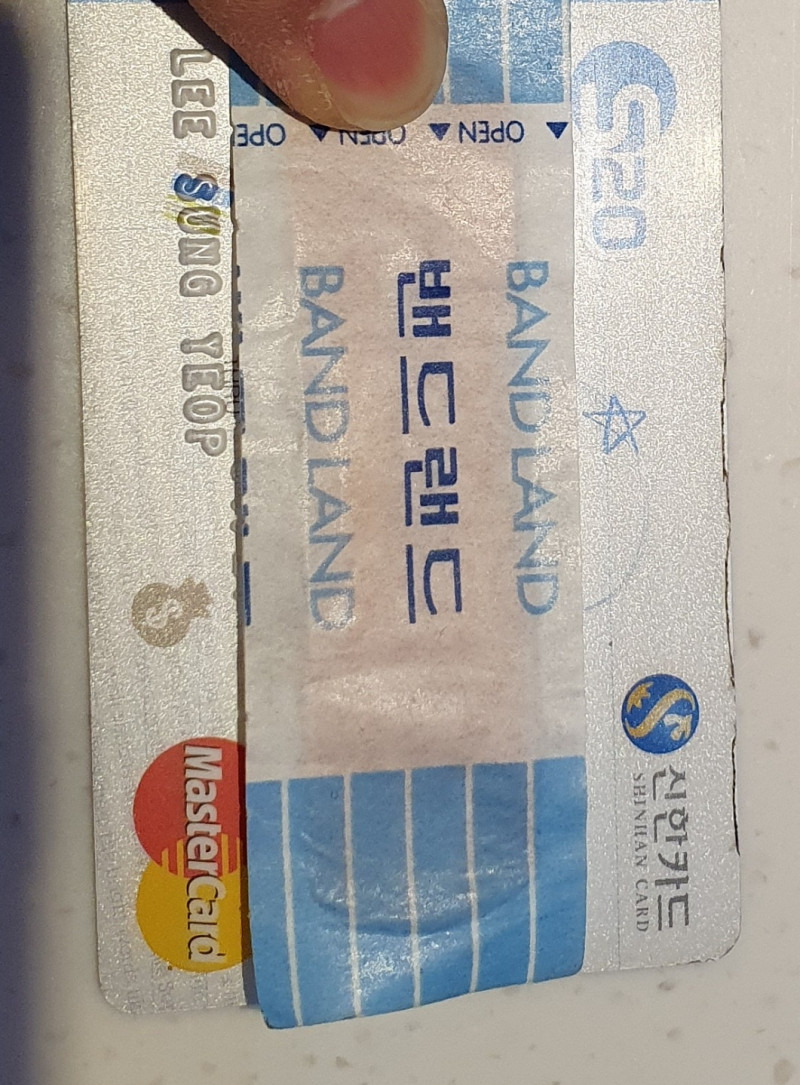 S20
신한카드
SHINHAN CARD
OPEN OPEN OPEN
BAND LAND
밴드랜드
BAND LAND
LEE SUNG YEOP
MasterCard